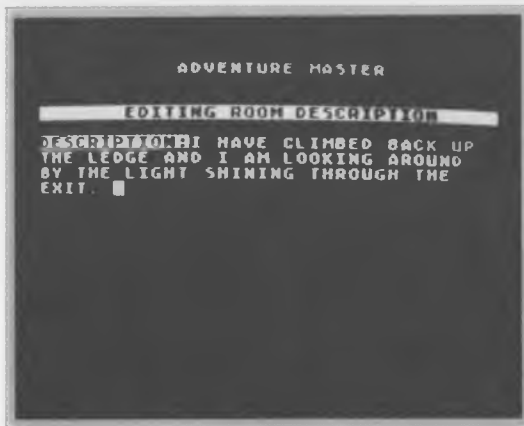 ADVENTURE MASTER
EDITING ROOM DESCRIPTION
DESCRIPTION:I HAVE CLIMBED BACK UP
THE LEDGE AND I AM LOOKING AROUND
BY THE LIGHT SHINING THROUGH THE
EXIT.